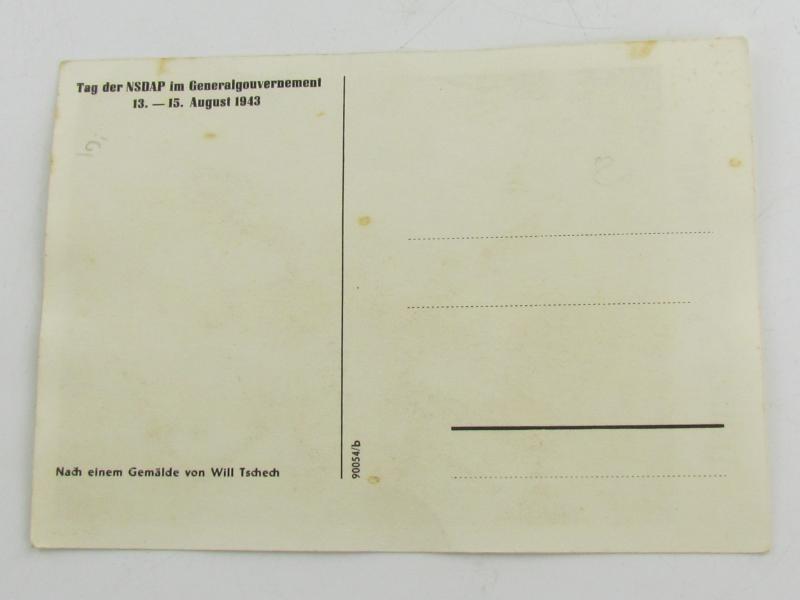 Tag der NSDAP im Generalgouvernement
13. — 15. August 1943
Nach einem Gemälde von Will Tschech
90054/b